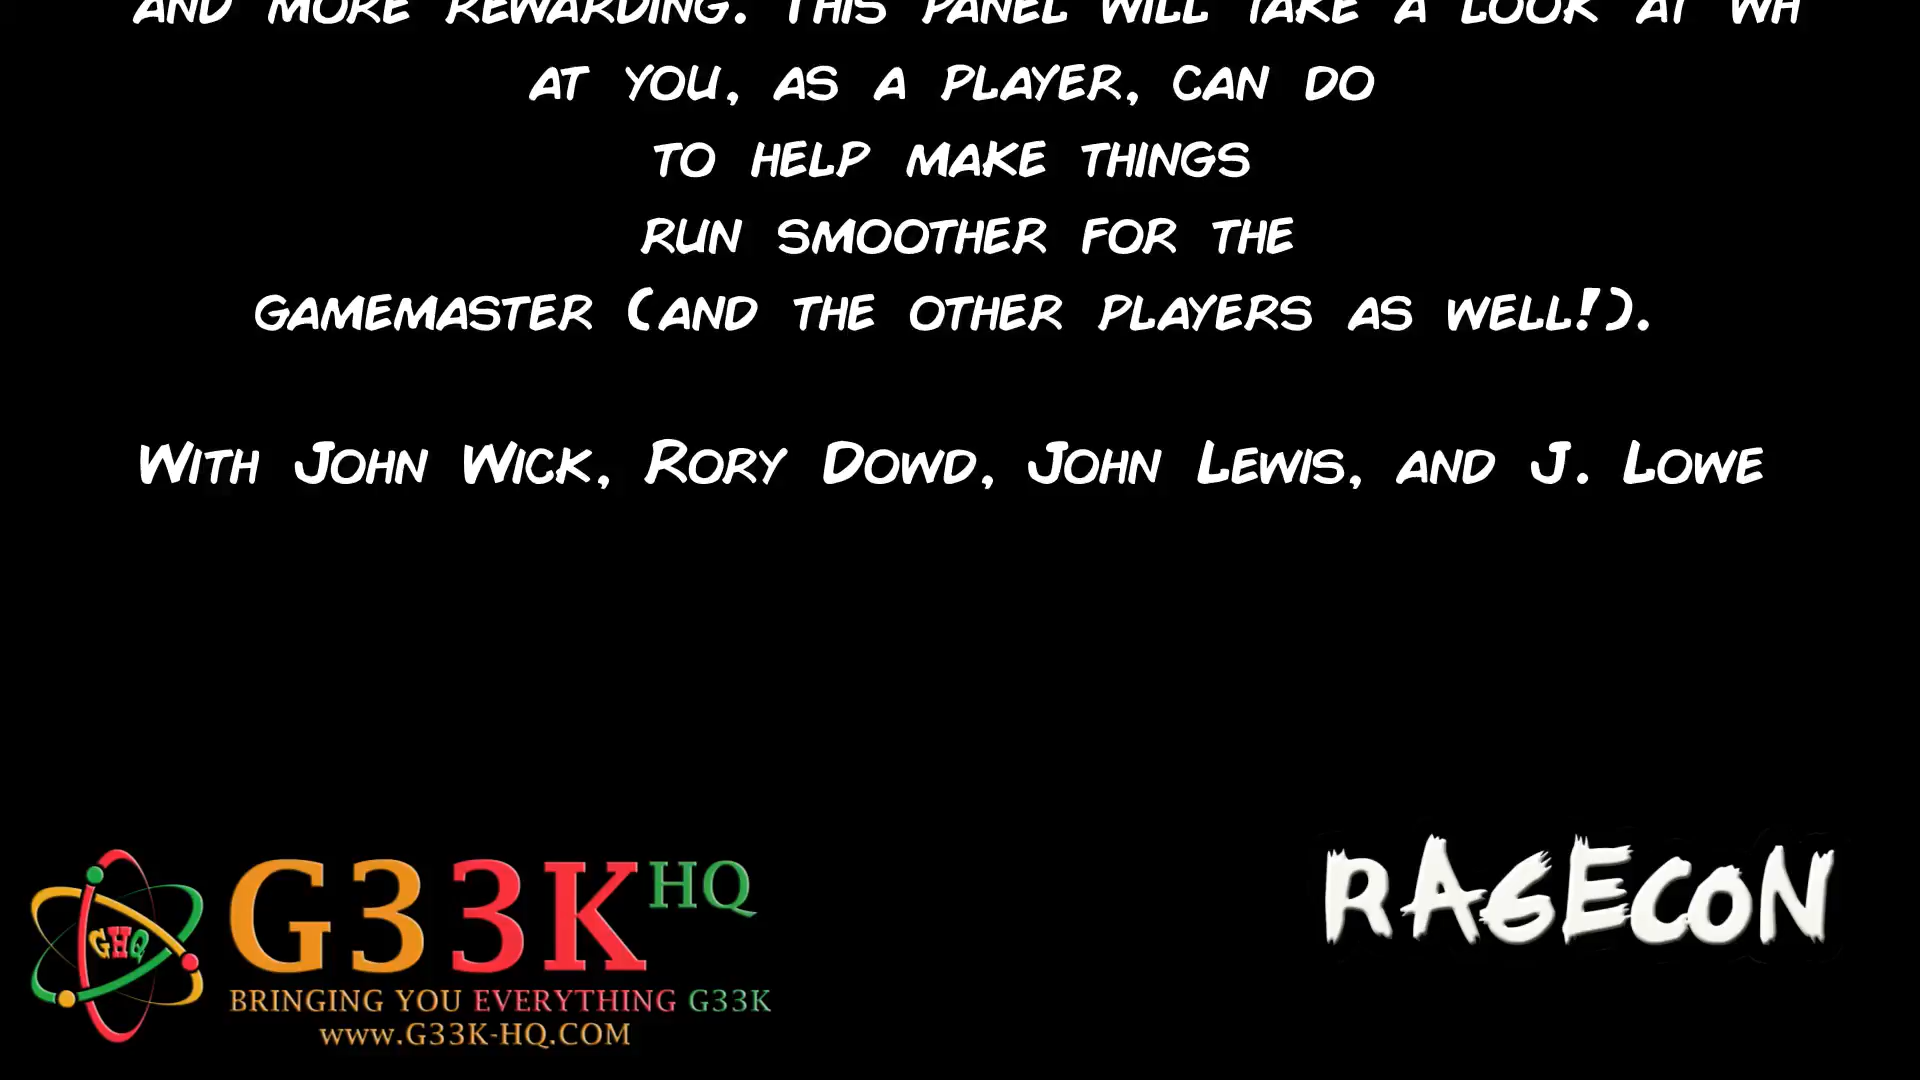 AND MORE REWARDING. THIS PANEL WILL TAKE A LOOK AT WH
AT YOU, AS A PLAYER, CAN DO
TO HELP MAKE THINGS
RUN SMOOTHER FOR THE
GAMEMASTER (AND THE OTHER PLAYERS AS WELL!).
WITH JOHN WICK, RORY DOWD, JOHN LEWIS, AND J. LOWE
GHQ
G33K HQ
BRINGING YOU EVERYTHING G33K
WWW.G33K-HQ.COM
RAGECON